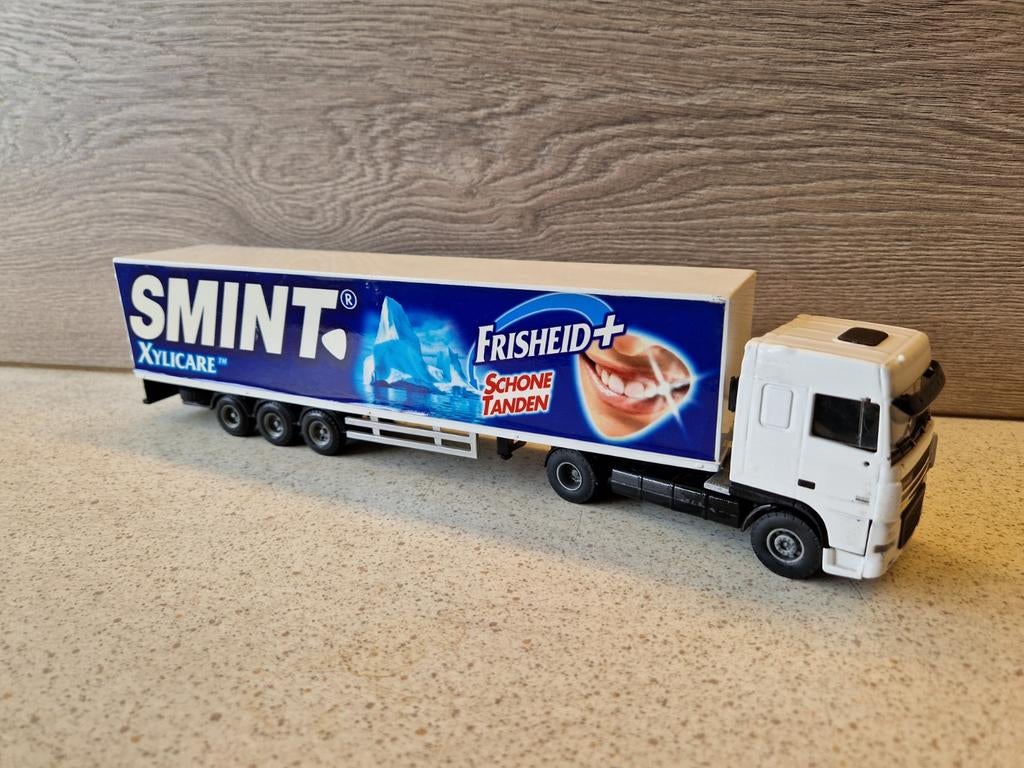 SMINT®
XYLICARE™
FRISHEID+
SCHONE
TANDEN